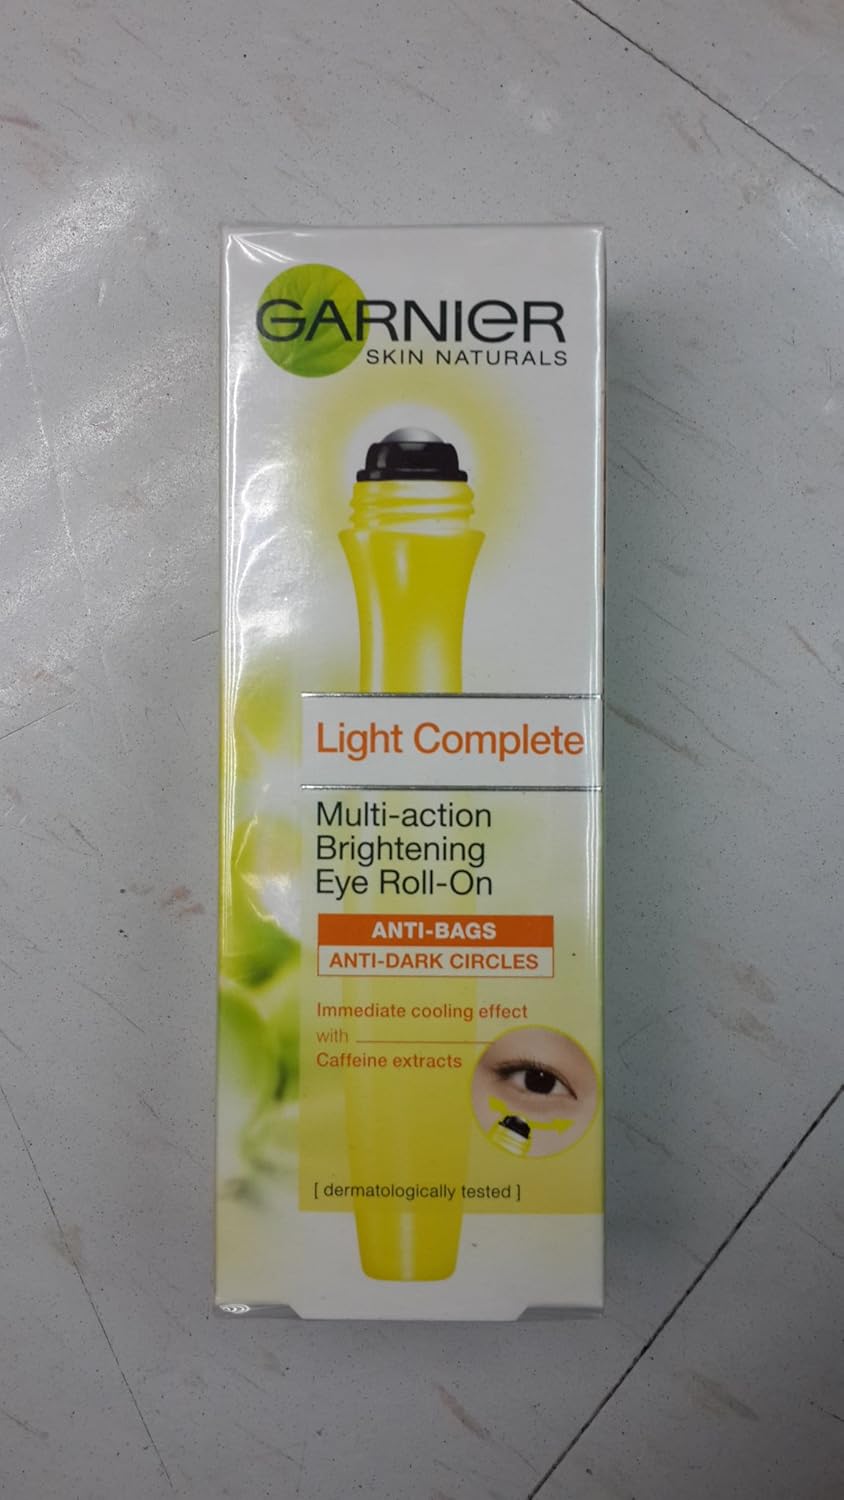 GARNIER
SKIN NATURALS
Light Complete
Multi-action
Brightening
Eye Roll-On
ANTI-BAGS
ANTI-DARK CIRCLES
Immediate cooling effect
with
Caffeine extracts
[ dermatologically tested ]